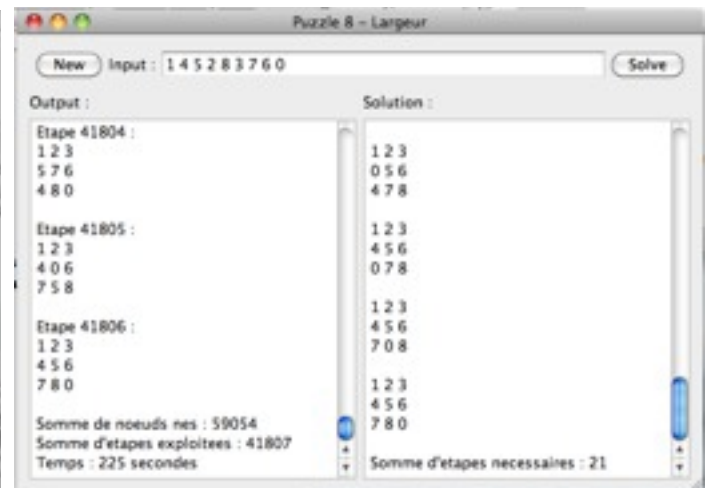 Puzzle 8 – Largeur
New Input : 1 4 5 2 8 3 7 6 0 Solve
Output :
Etape 41804 :
1 2 3
5 7 6
4 8 0
Etape 41805 :
1 2 3
4 0 6
7 5 8
Etape 41806 :
1 2 3
4 5 6
7 8 0
Somme de noeuds nes : 59054
Somme d'etapes exploitees : 41807
Temps : 225 secondes
Solution :
1 2 3
0 5 6
4 7 8
1 2 3
4 5 6
0 7 8
1 2 3
4 5 6
7 0 8
1 2 3
4 5 6
7 8 0
Somme d'etapes necessaires : 21